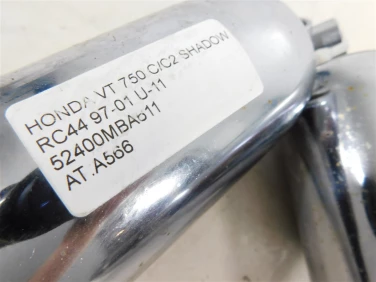 HONDA VT 750 C/C2 SHADOW
RC44 97-01 U-11
52400MBA611
AT .A566